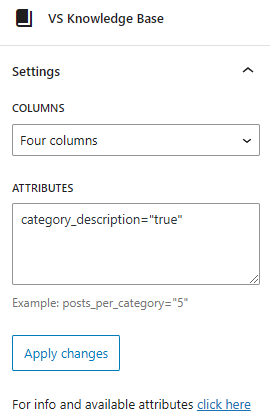 VS Knowledge Base
Settings
COLUMNS
Four columns
ATTRIBUTES
category_description="true"
Example: posts_per_category="5"
Apply changes
For info and available attributes click here